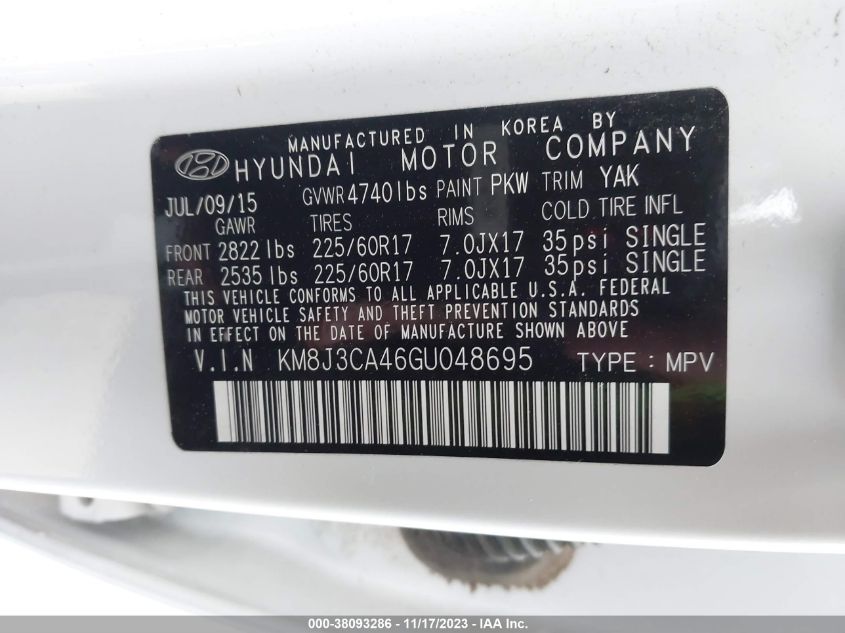 MANUFACTURED IN KOREA BY
HYUNDAI MOTOR COMPANY
JUL/09/15 GVWR 4740 lbs PAINT PKW TRIM YAK
GAWR TIRES RIMS COLD TIRE INFL
FRONT 2822 lbs 225/60R17 7.0JX17 35psi SINGLE
REAR 2535 lbs 225/60R17 7.0JX17 35psi SINGLE
THIS VEHICLE CONFORMS TO ALL APPLICABLE U.S.A. FEDERAL
MOTOR VEHICLE SAFETY AND THEFT PREVENTION STANDARDS
IN EFFECT ON THE DATE OF MANUFACTURE SHOWN ABOVE
V.I.N KM8J3CA46GU048695 TYPE : MPV
000-38093286 - 11/17/2023 - IAA Inc.